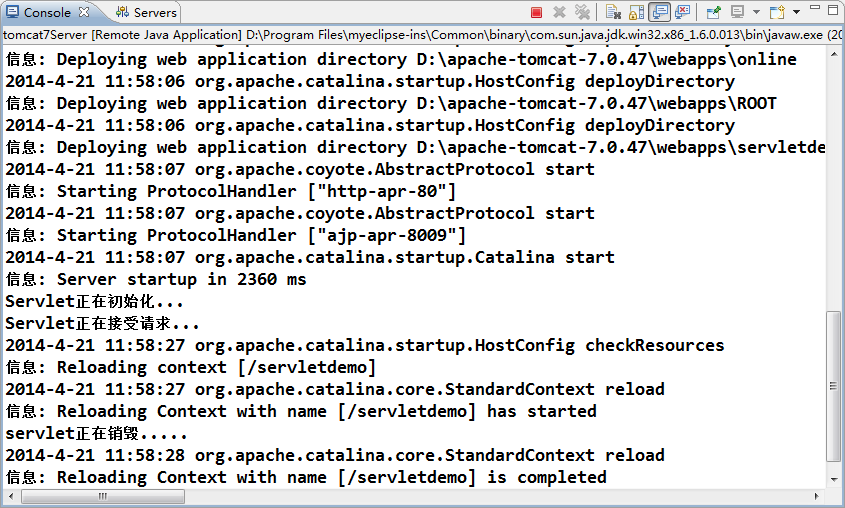 Console Servers
tomcat7Server [Remote Java Application] D:\Program Files\myeclipse-ins\Common\binary\com.sun.java.jdk.win32.x86_1.6.0.013\bin\javaw.exe (20
信息: Deploying web application directory D:\apache-tomcat-7.0.47\webapps\online
2014-4-21 11:58:06 org.apache.catalina.startup.HostConfig deployDirectory
信息: Deploying web application directory D:\apache-tomcat-7.0.47\webapps\ROOT
2014-4-21 11:58:06 org.apache.catalina.startup.HostConfig deployDirectory
信息: Deploying web application directory D:\apache-tomcat-7.0.47\webapps\servletde
2014-4-21 11:58:07 org.apache.coyote.AbstractProtocol start
信息: Starting ProtocolHandler ["http-apr-80"]
2014-4-21 11:58:07 org.apache.coyote.AbstractProtocol start
信息: Starting ProtocolHandler ["ajp-apr-8009"]
2014-4-21 11:58:07 org.apache.catalina.startup.Catalina start
信息: Server startup in 2360 ms
Servlet正在初始化...
Servlet正在接受请求...
2014-4-21 11:58:27 org.apache.catalina.startup.HostConfig checkResources
信息: Reloading context [/servletdemo]
2014-4-21 11:58:27 org.apache.catalina.core.StandardContext reload
信息: Reloading Context with name [/servletdemo] has started
servlet正在销毁.....
2014-4-21 11:58:28 org.apache.catalina.core.StandardContext reload
信息: Reloading Context with name [/servletdemo] is completed